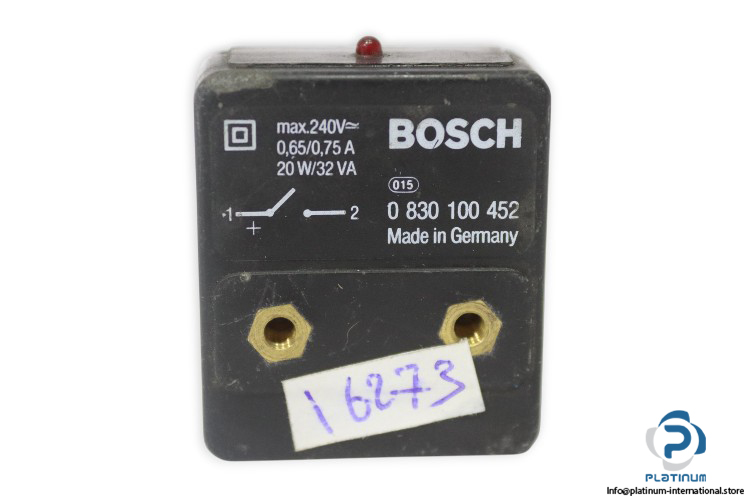 max.240V≂
0,65/0,75 A
20 W/32 VA
BOSCH
015
0 830 100 452
Made in Germany
1 2
+
i 6273
PLATINUM
Info@platinum-international.store